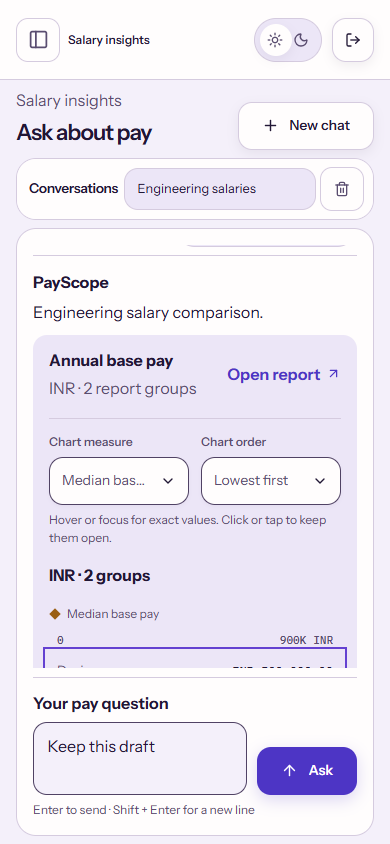 Salary insights
Salary insights
Ask about pay
New chat
Conversations
Engineering salaries
PayScope
Engineering salary comparison.
Annual base pay
INR · 2 report groups
Open report
Chart measure
Chart order
Median bas...
Lowest first
Hover or focus for exact values. Click or tap to keep
them open.
INR · 2 groups
Median base pay
0
900K INR
Your pay question
Keep this draft
Ask
Enter to send · Shift + Enter for a new line